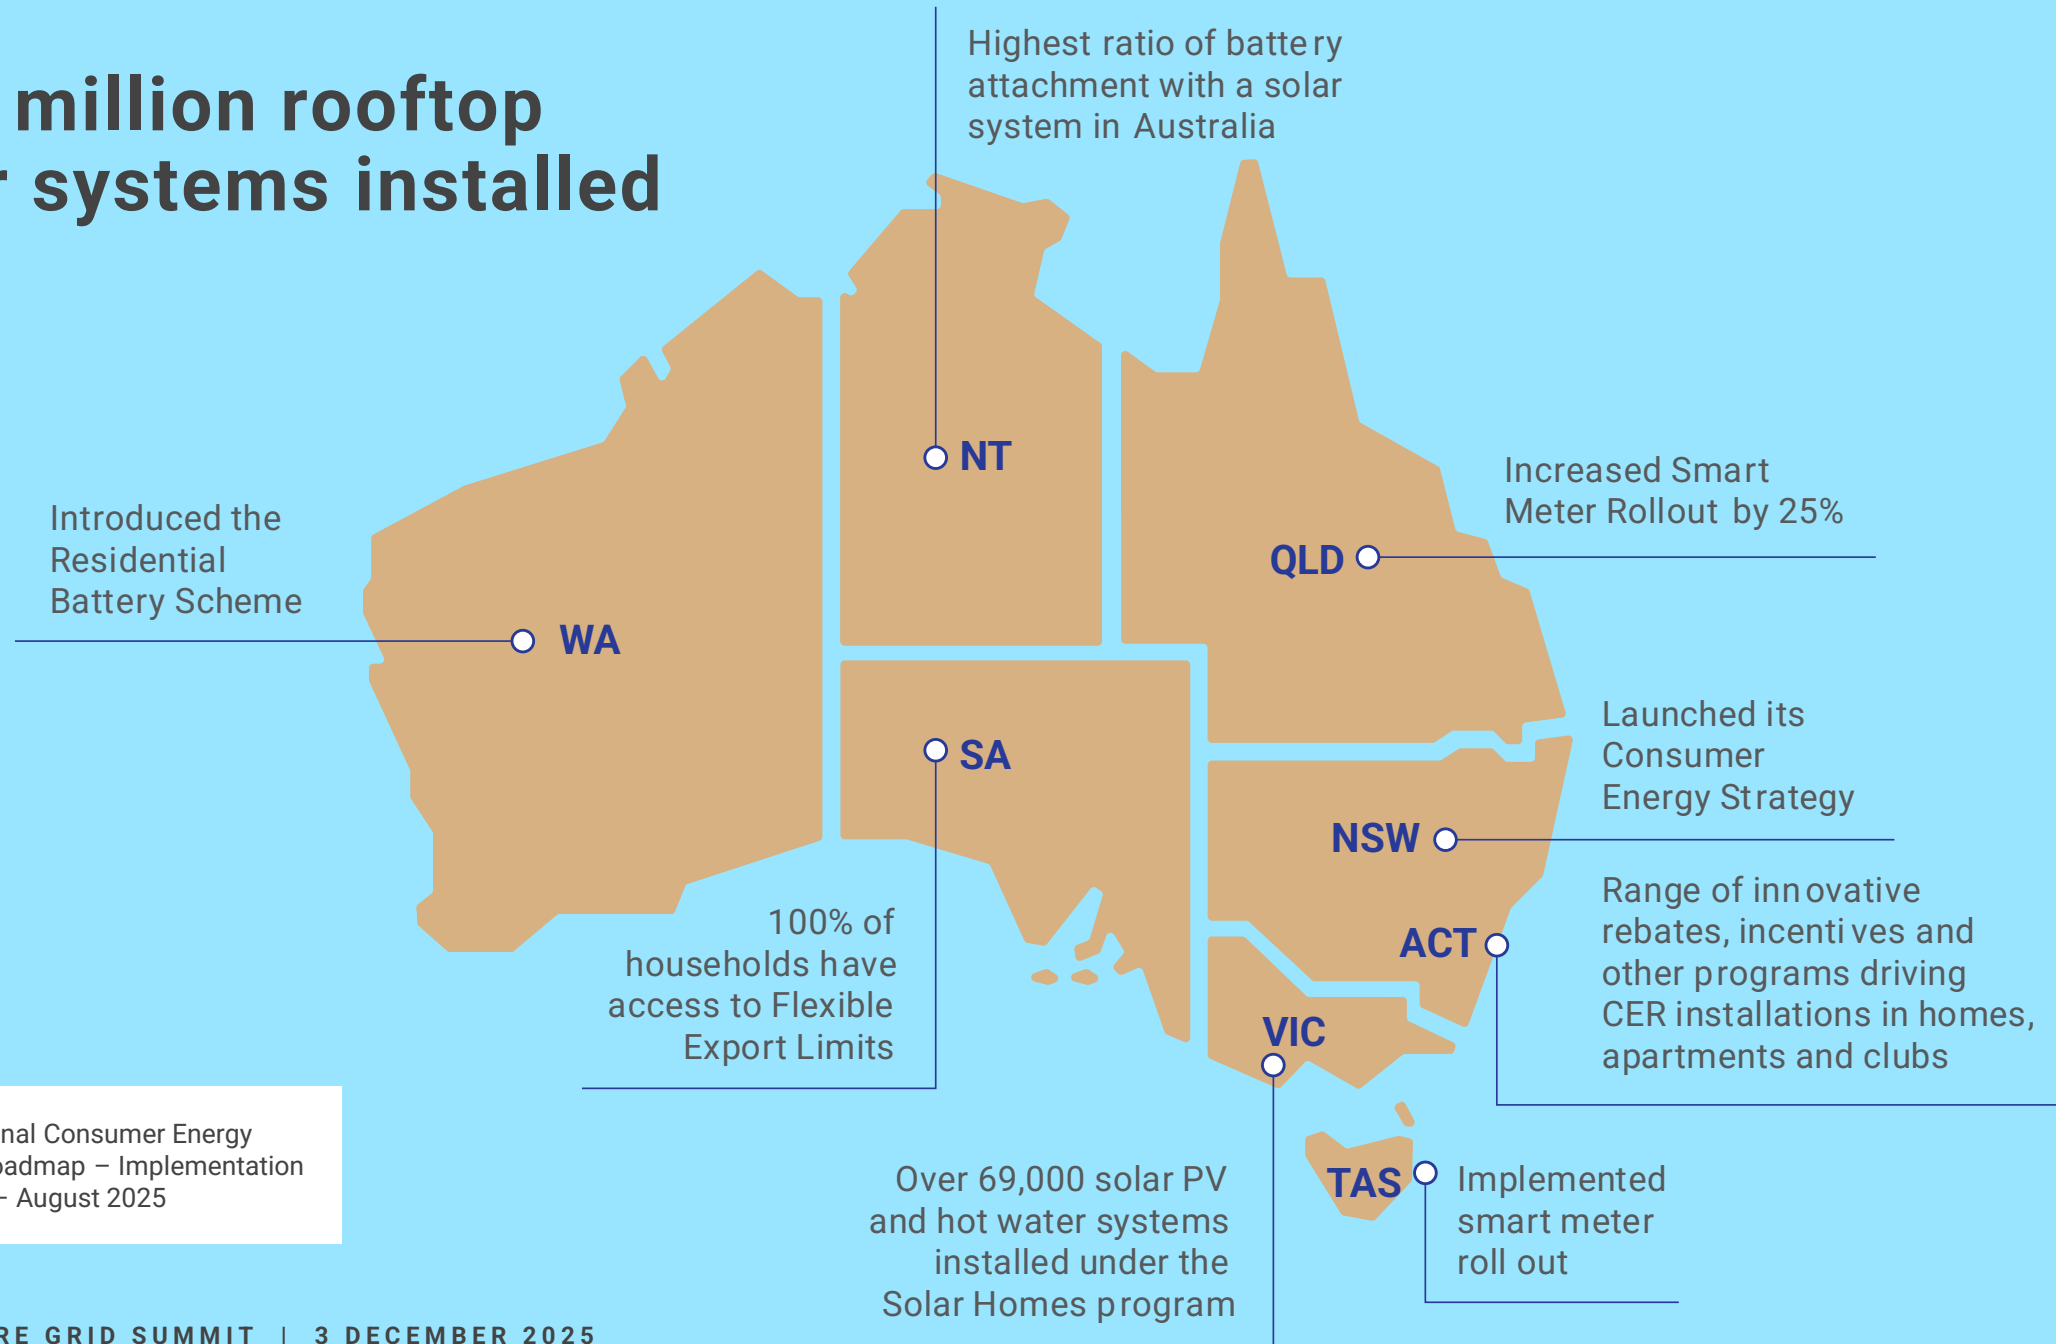 million rooftop
systems installed
Highest ratio of battery
attachment with a solar
system in Australia
NT
Increased Smart
Meter Rollout by 25%
QLD
Introduced the
Residential
Battery Scheme
WA
Launched its
Consumer
Energy Strategy
SA
NSW
Range of innovative
rebates, incentives and
other programs driving
CER installations in homes,
apartments and clubs
ACT
100% of
households have
access to Flexible
Export Limits
VIC
nal Consumer Energy
oadmap – Implementation
– August 2025
Over 69,000 solar PV
and hot water systems
installed under the
Solar Homes program
TAS
Implemented
smart meter
roll out
RE GRID SUMMIT | 3 DECEMBER 2025